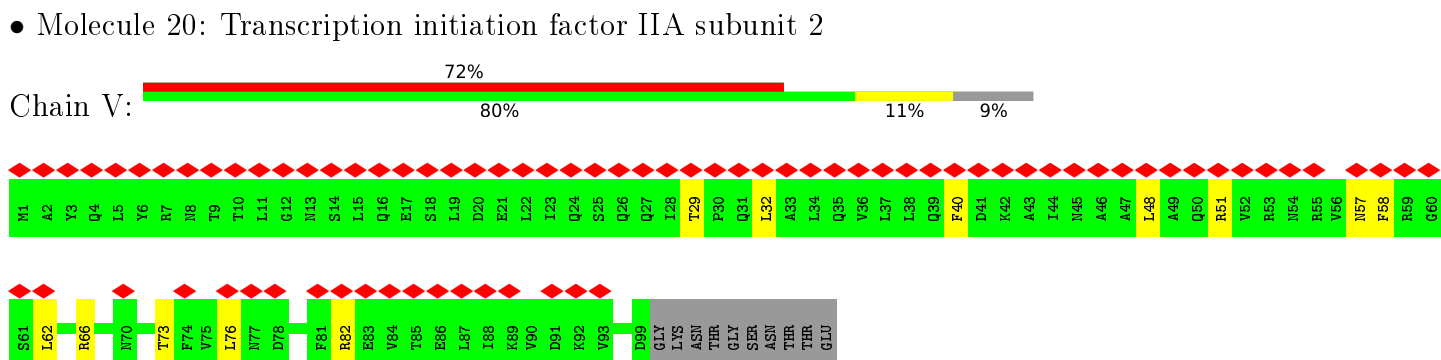 • Molecule 20: Transcription initiation factor IIA subunit 2
72%
Chain V:
80% 11% 9%
M1 A2 Y3 Q4 L5 Y6 R7 N8 T9 T10 L11 G12 N13 S14 L15 Q16 E17 S18 L19 D20 E21 L22 I23 Q24 S25 Q26 Q27 I28 T29 P30 Q31 L32 A33 L34 Q35 V36 L37 L38 Q39 F40 D41 K42 A43 I44 N45 A46 A47 L48 A49 Q50 R51 V52 R53 N54 R55 V56 N57 F58 R59 G60
S61 L62 R66 N70 T73 F74 V75 L76 N77 D78 F81 R82 E83 V84 T85 E86 L87 I88 K89 V90 D91 K92 V93 D99 GLY LYS ASN THR GLY SER ASN THR THR GLU